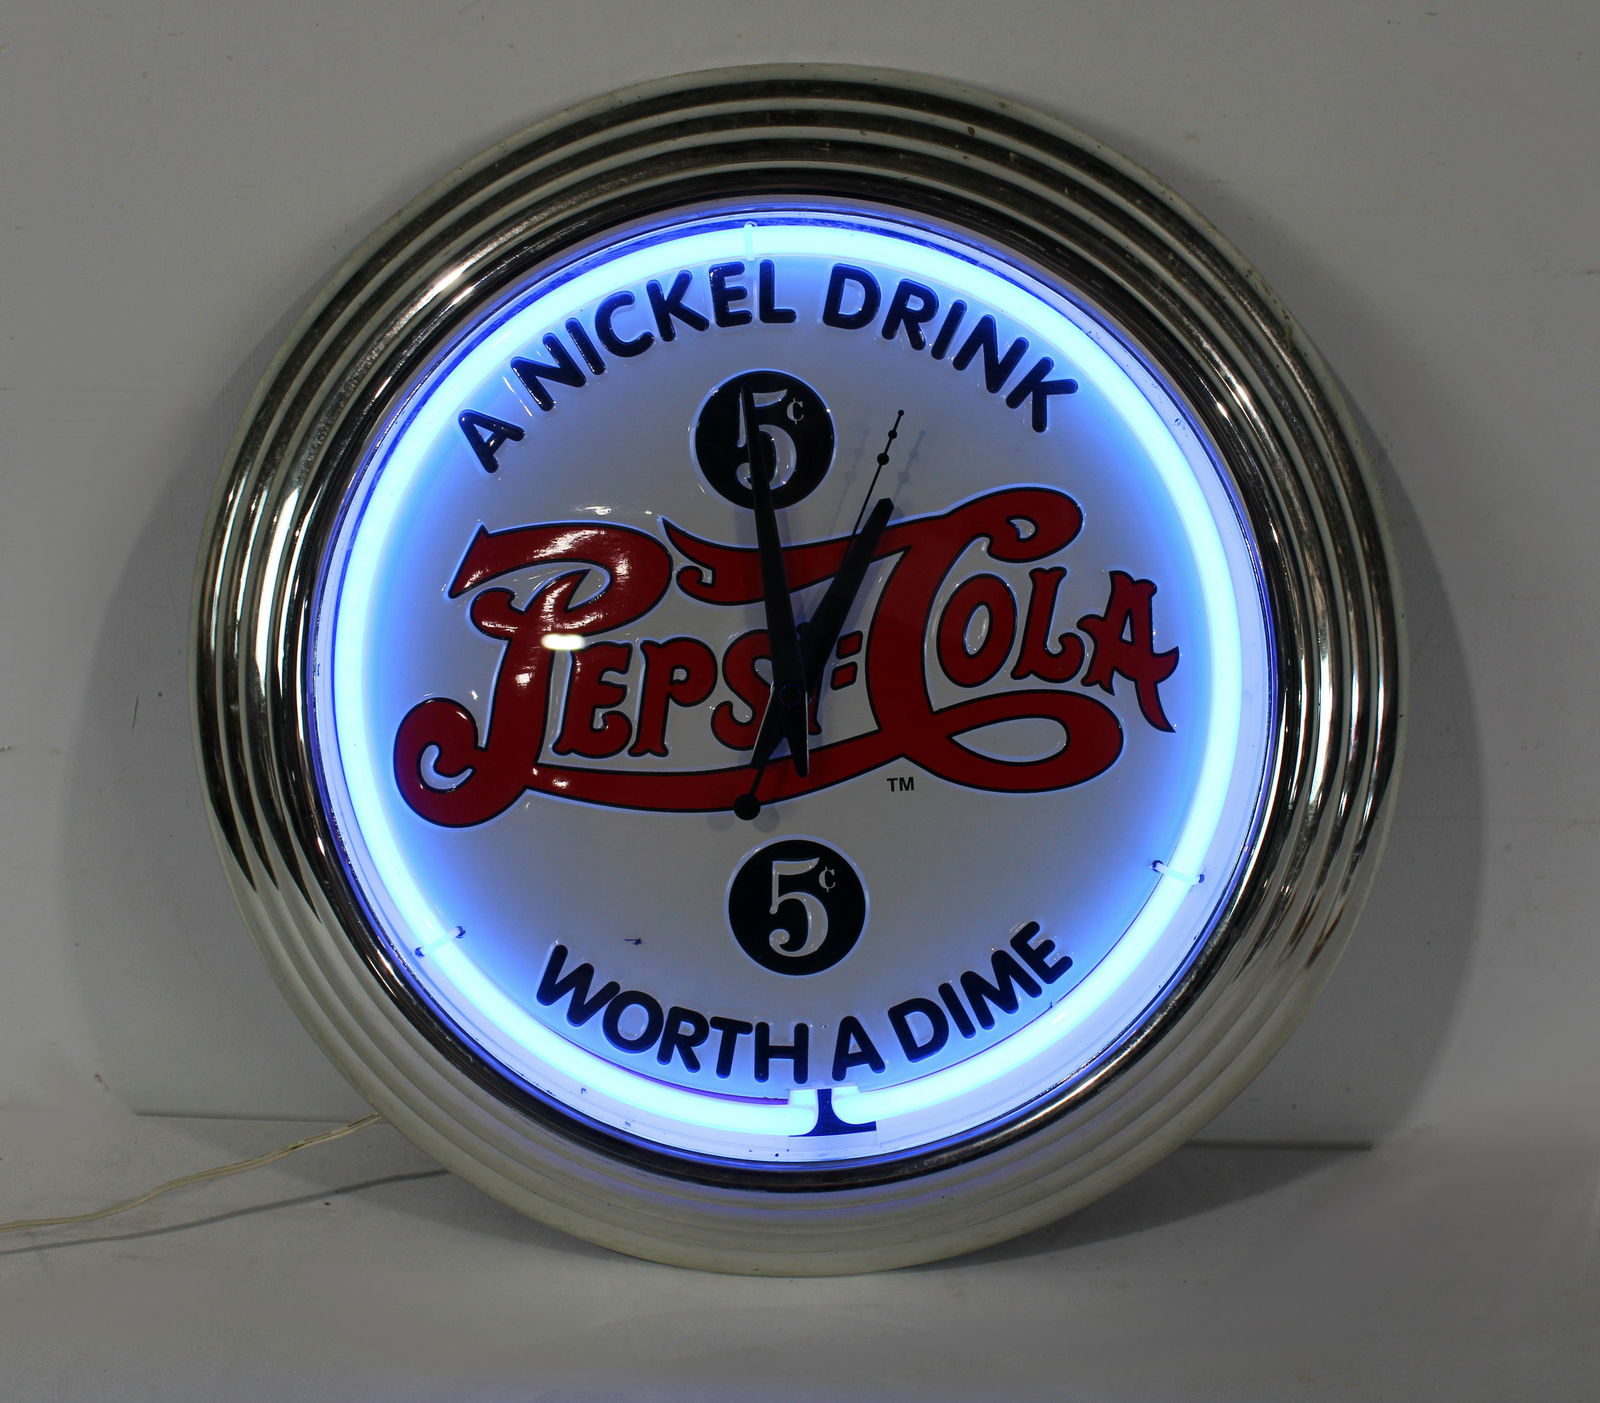 A NICKEL DRINK
5¢
PEPSI=COLA
TM
5¢
WORTH A DIME